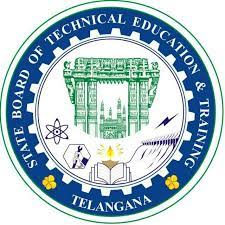 STATE BOARD OF TECHNICAL EDUCATION & TRAINING
TELANGANA